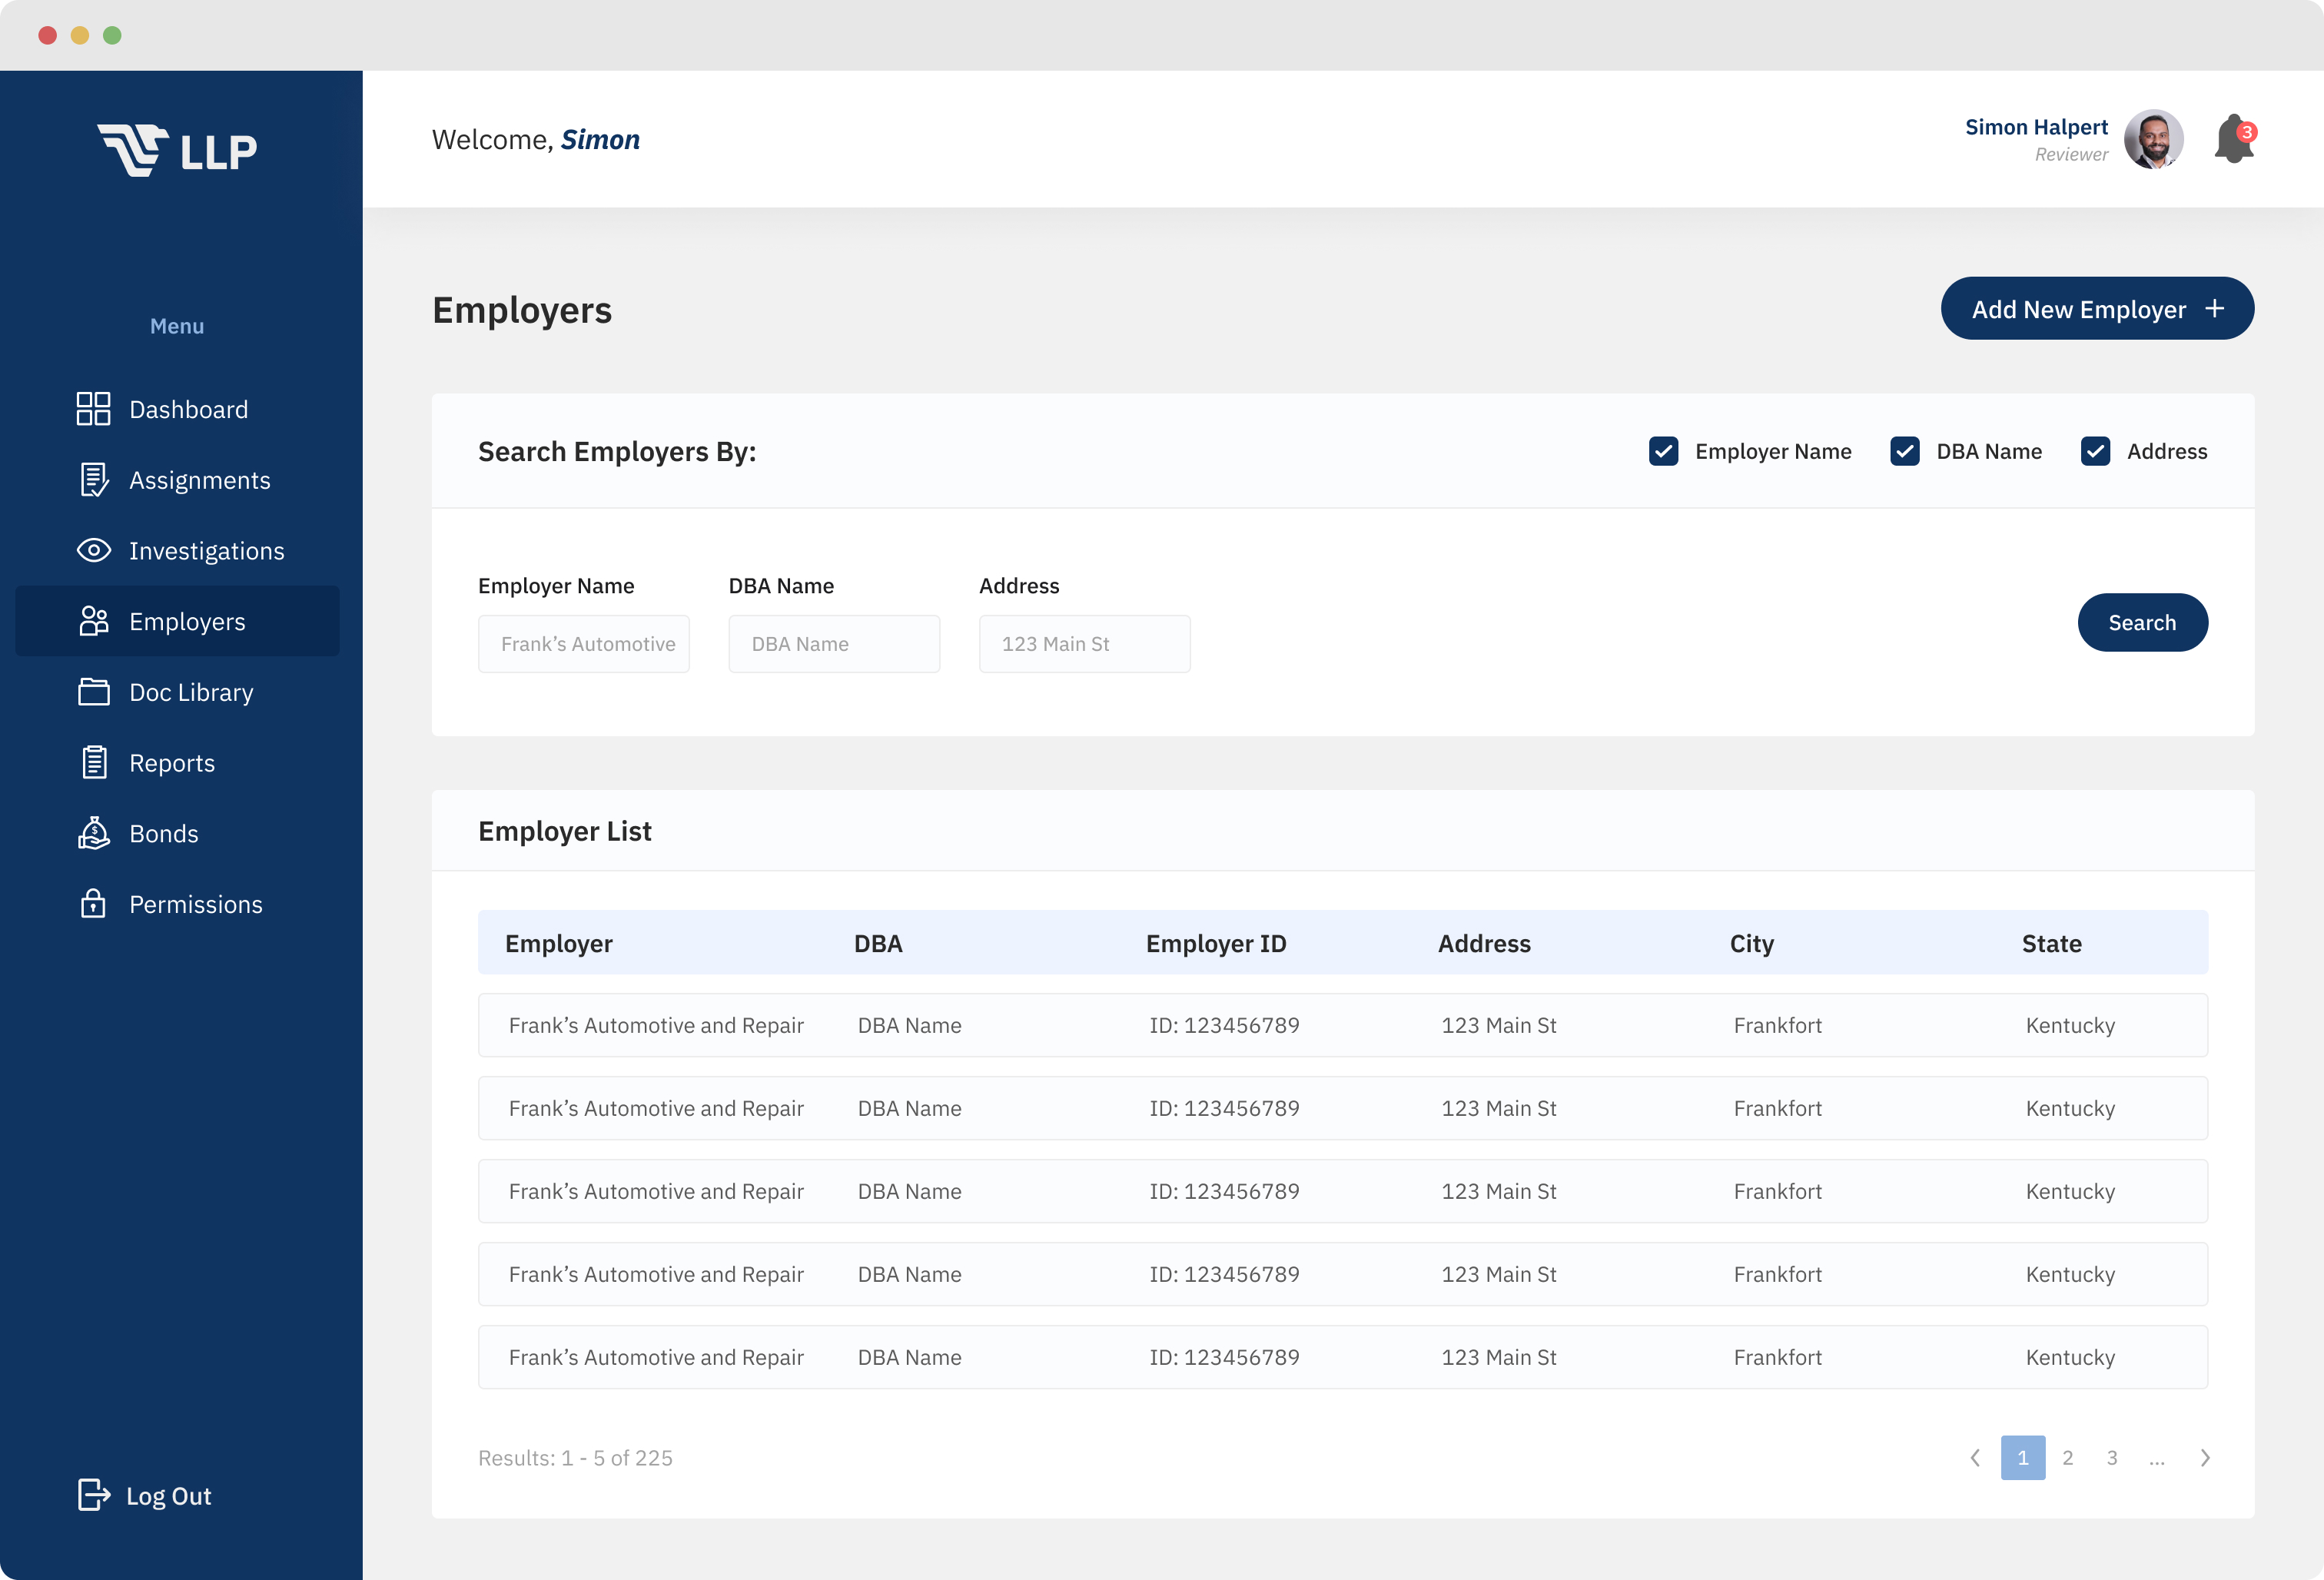 LLP
Welcome, Simon
Simon Halpert
Reviewer
3
Menu
Dashboard
Assignments
Investigations
Employers
Doc Library
Reports
$
Bonds
Permissions
Log Out
Employers
Add New Employer +
Search Employers By:
Employer Name
DBA Name
Address
Employer Name
DBA Name
Address
Frank’s Automotive
DBA Name
123 Main St
Search
Employer List
Employer DBA Employer ID Address City State
Frank’s Automotive and Repair DBA Name ID: 123456789 123 Main St Frankfort Kentucky
Frank’s Automotive and Repair DBA Name ID: 123456789 123 Main St Frankfort Kentucky
Frank’s Automotive and Repair DBA Name ID: 123456789 123 Main St Frankfort Kentucky
Frank’s Automotive and Repair DBA Name ID: 123456789 123 Main St Frankfort Kentucky
Frank’s Automotive and Repair DBA Name ID: 123456789 123 Main St Frankfort Kentucky
Results: 1 - 5 of 225
1 2 3 ...